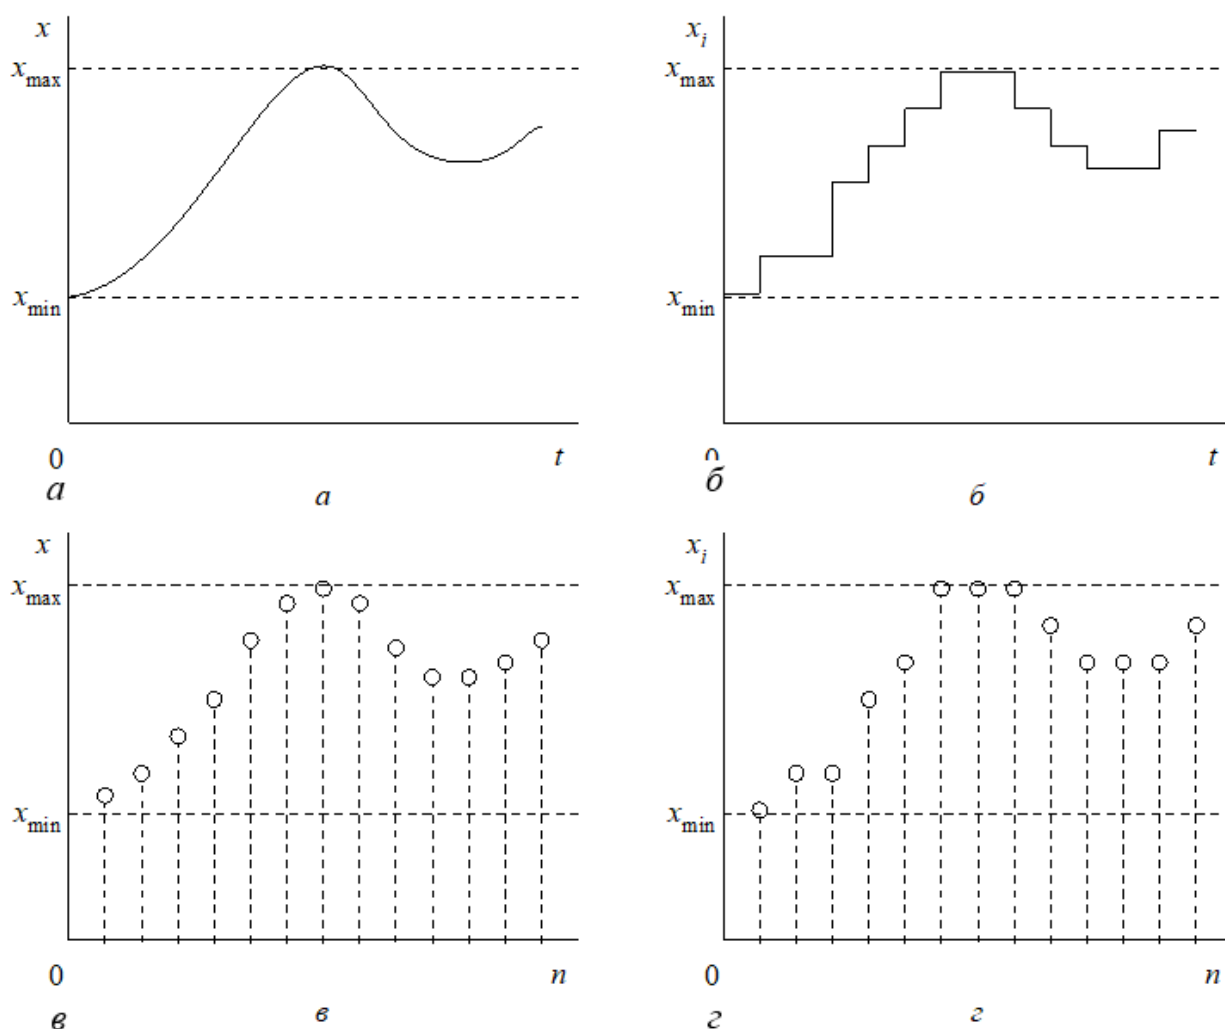 x
x_i
x_max
x_max
x_min
x_min
0
t
0
t
а
а
б
б
x
x_i
x_max
x_max
x_min
x_min
0
n
0
n
в
в
г
г